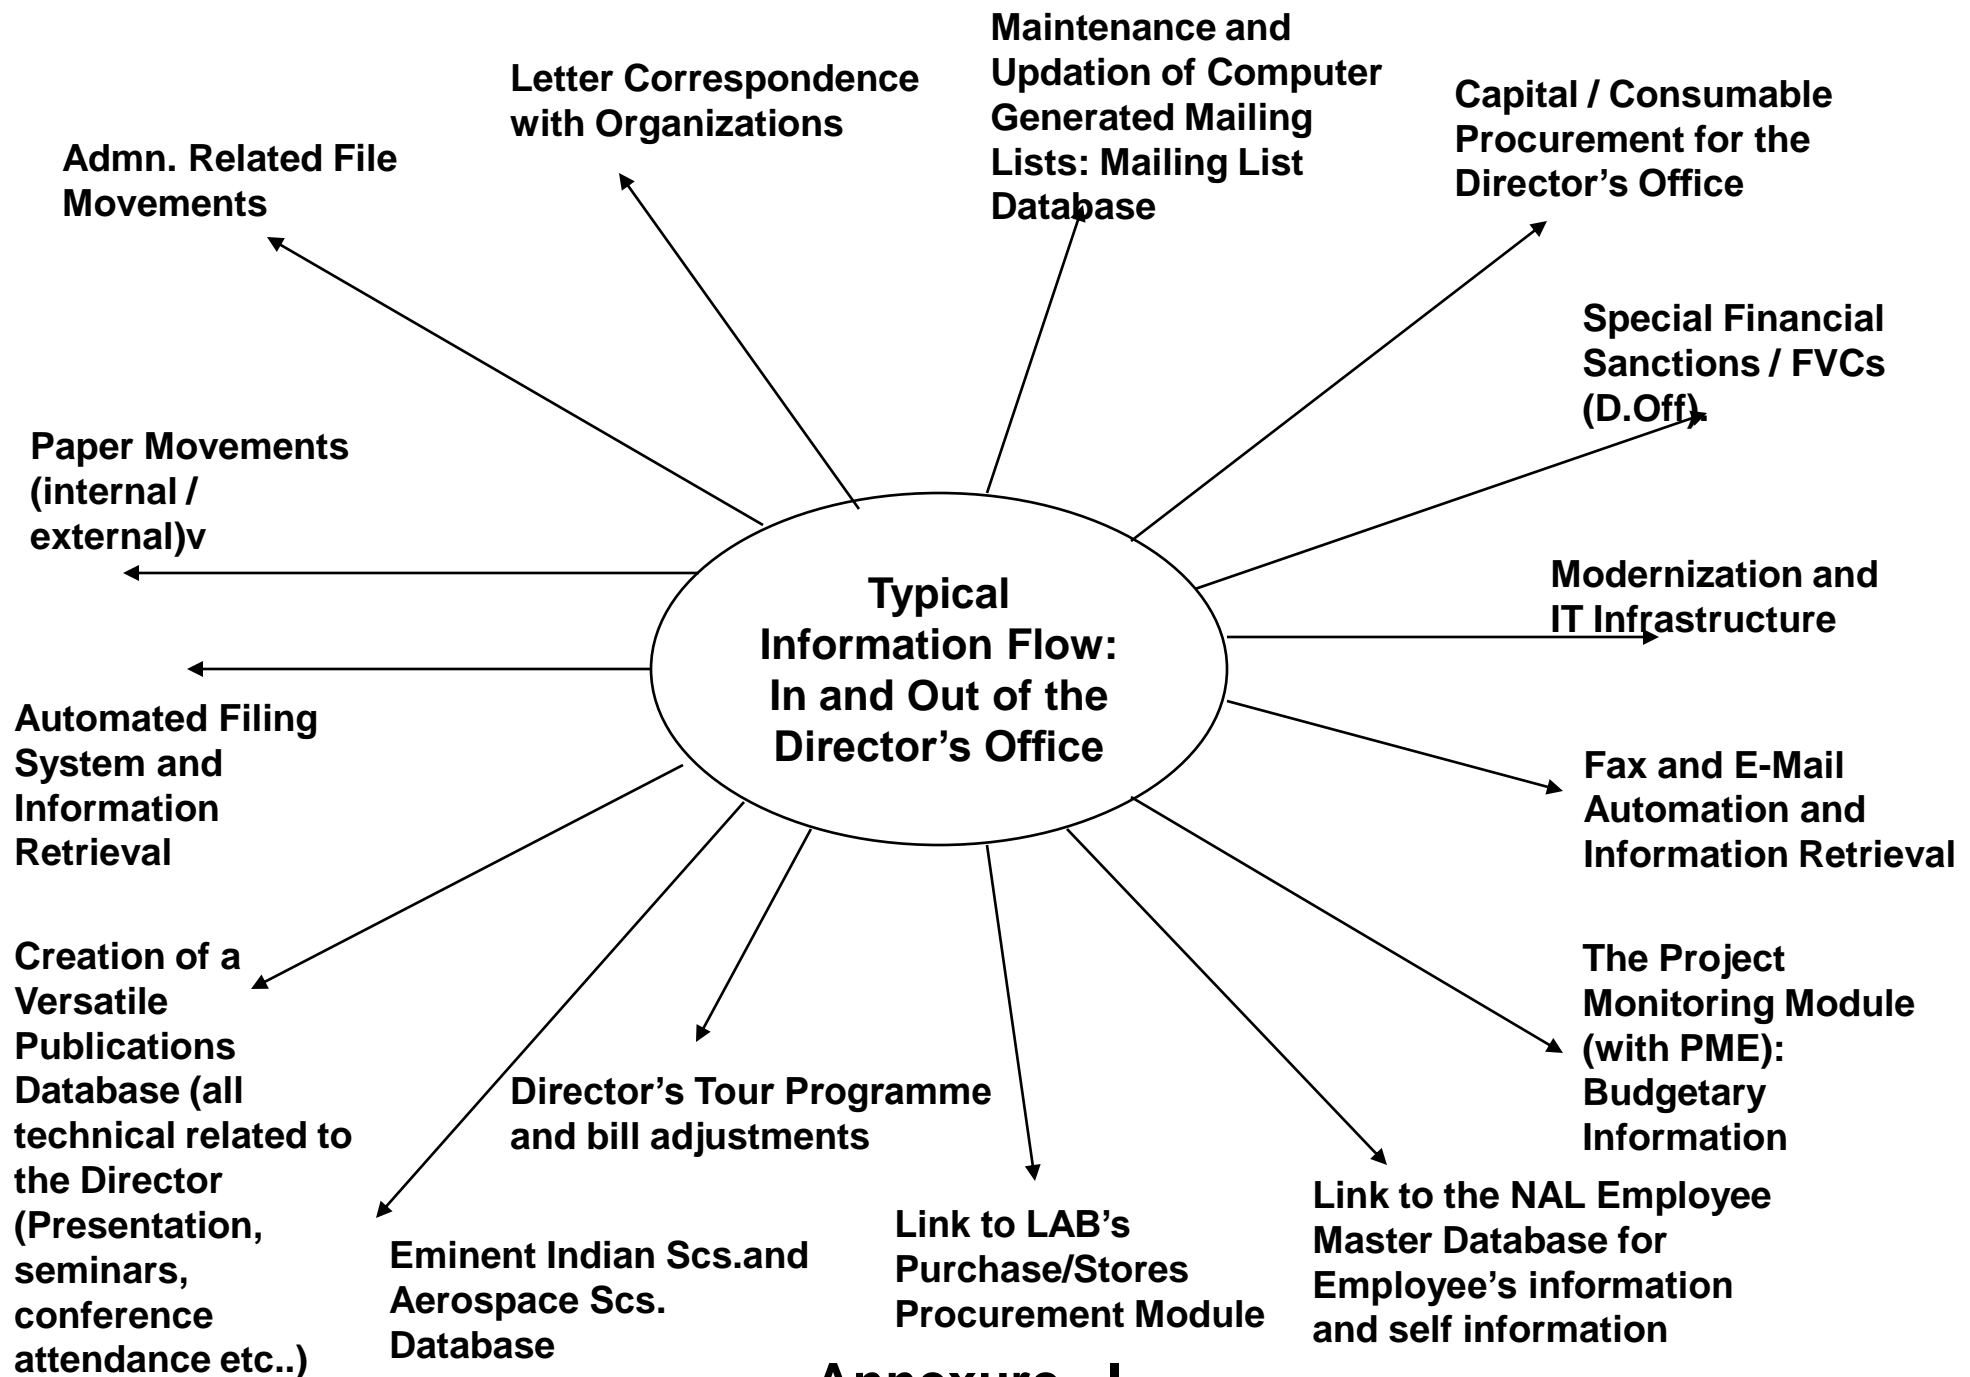 Maintenance and
Updation of Computer
Generated Mailing
Lists: Mailing List
Database
Letter Correspondence
with Organizations
Capital / Consumable
Procurement for the
Director’s Office
Admn. Related File
Movements
Special Financial
Sanctions / FVCs
(D.Off).
Paper Movements
(internal /
external)v
Modernization and
IT Infrastructure
Typical
Information Flow:
In and Out of the
Director’s Office
Automated Filing
System and
Information
Retrieval
Fax and E-Mail
Automation and
Information Retrieval
Creation of a
Versatile
Publications
Database (all
technical related to
the Director
(Presentation,
seminars,
conference
attendance etc..)
The Project
Monitoring Module
(with PME):
Budgetary
Information
Director’s Tour Programme
and bill adjustments
Link to the NAL Employee
Master Database for
Employee’s information
and self information
Link to LAB’s
Purchase/Stores
Procurement Module
Eminent Indian Scs.and
Aerospace Scs.
Database
Annexure